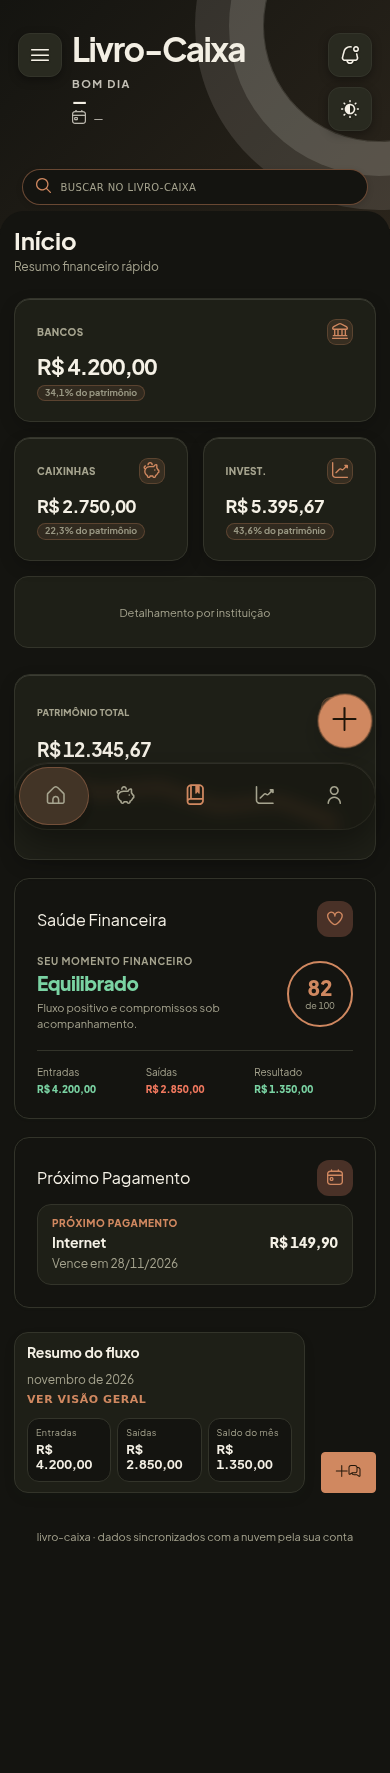 Livro-Caixa
BOM DIA
—
—
BUSCAR NO LIVRO-CAIXA
Início
Resumo financeiro rápido
BANCOS
R$ 4.200,00
34,1% do patrimônio
CAIXINHAS
R$ 2.750,00
22,3% do patrimônio
INVEST.
R$ 5.395,67
43,6% do patrimônio
Detalhamento por instituição
PATRIMÔNIO TOTAL
R$ 12.345,67
Saúde Financeira
SEU MOMENTO FINANCEIRO
Equilibrado
Fluxo positivo e compromissos sob
acompanhamento.
82
de 100
Entradas Saídas Resultado
R$ 4.200,00 R$ 2.850,00 R$ 1.350,00
Próximo Pagamento
PRÓXIMO PAGAMENTO
Internet R$ 149,90
Vence em 28/11/2026
Resumo do fluxo
novembro de 2026
VER VISÃO GERAL
Entradas Saídas Saldo do mês
R$ R$ R$
4.200,00 2.850,00 1.350,00
livro-caixa · dados sincronizados com a nuvem pela sua conta